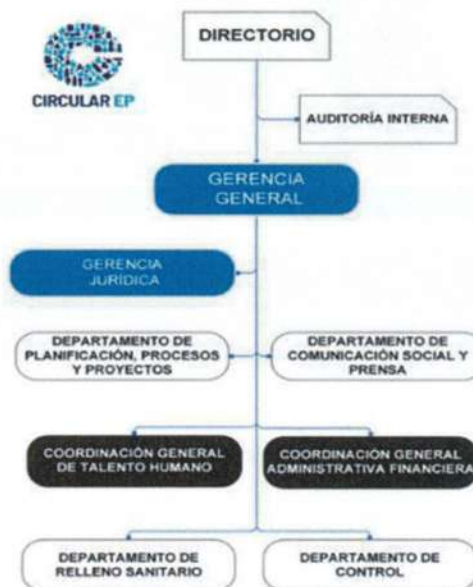 DIRECTORIO
CIRCULAR EP
AUDITORÍA INTERNA
GERENCIA
GENERAL
GERENCIA
JURÍDICA
DEPARTAMENTO DE
PLANIFICACIÓN, PROCESOS
Y PROYECTOS
DEPARTAMENTO DE
COMUNICACIÓN SOCIAL Y
PRENSA
COORDINACIÓN GENERAL
DE TALENTO HUMANO
COORDINACIÓN GENERAL
ADMINISTRATIVA FINANCIERA
DEPARTAMENTO DE
RELLENO SANITARIO
DEPARTAMENTO DE
CONTROL